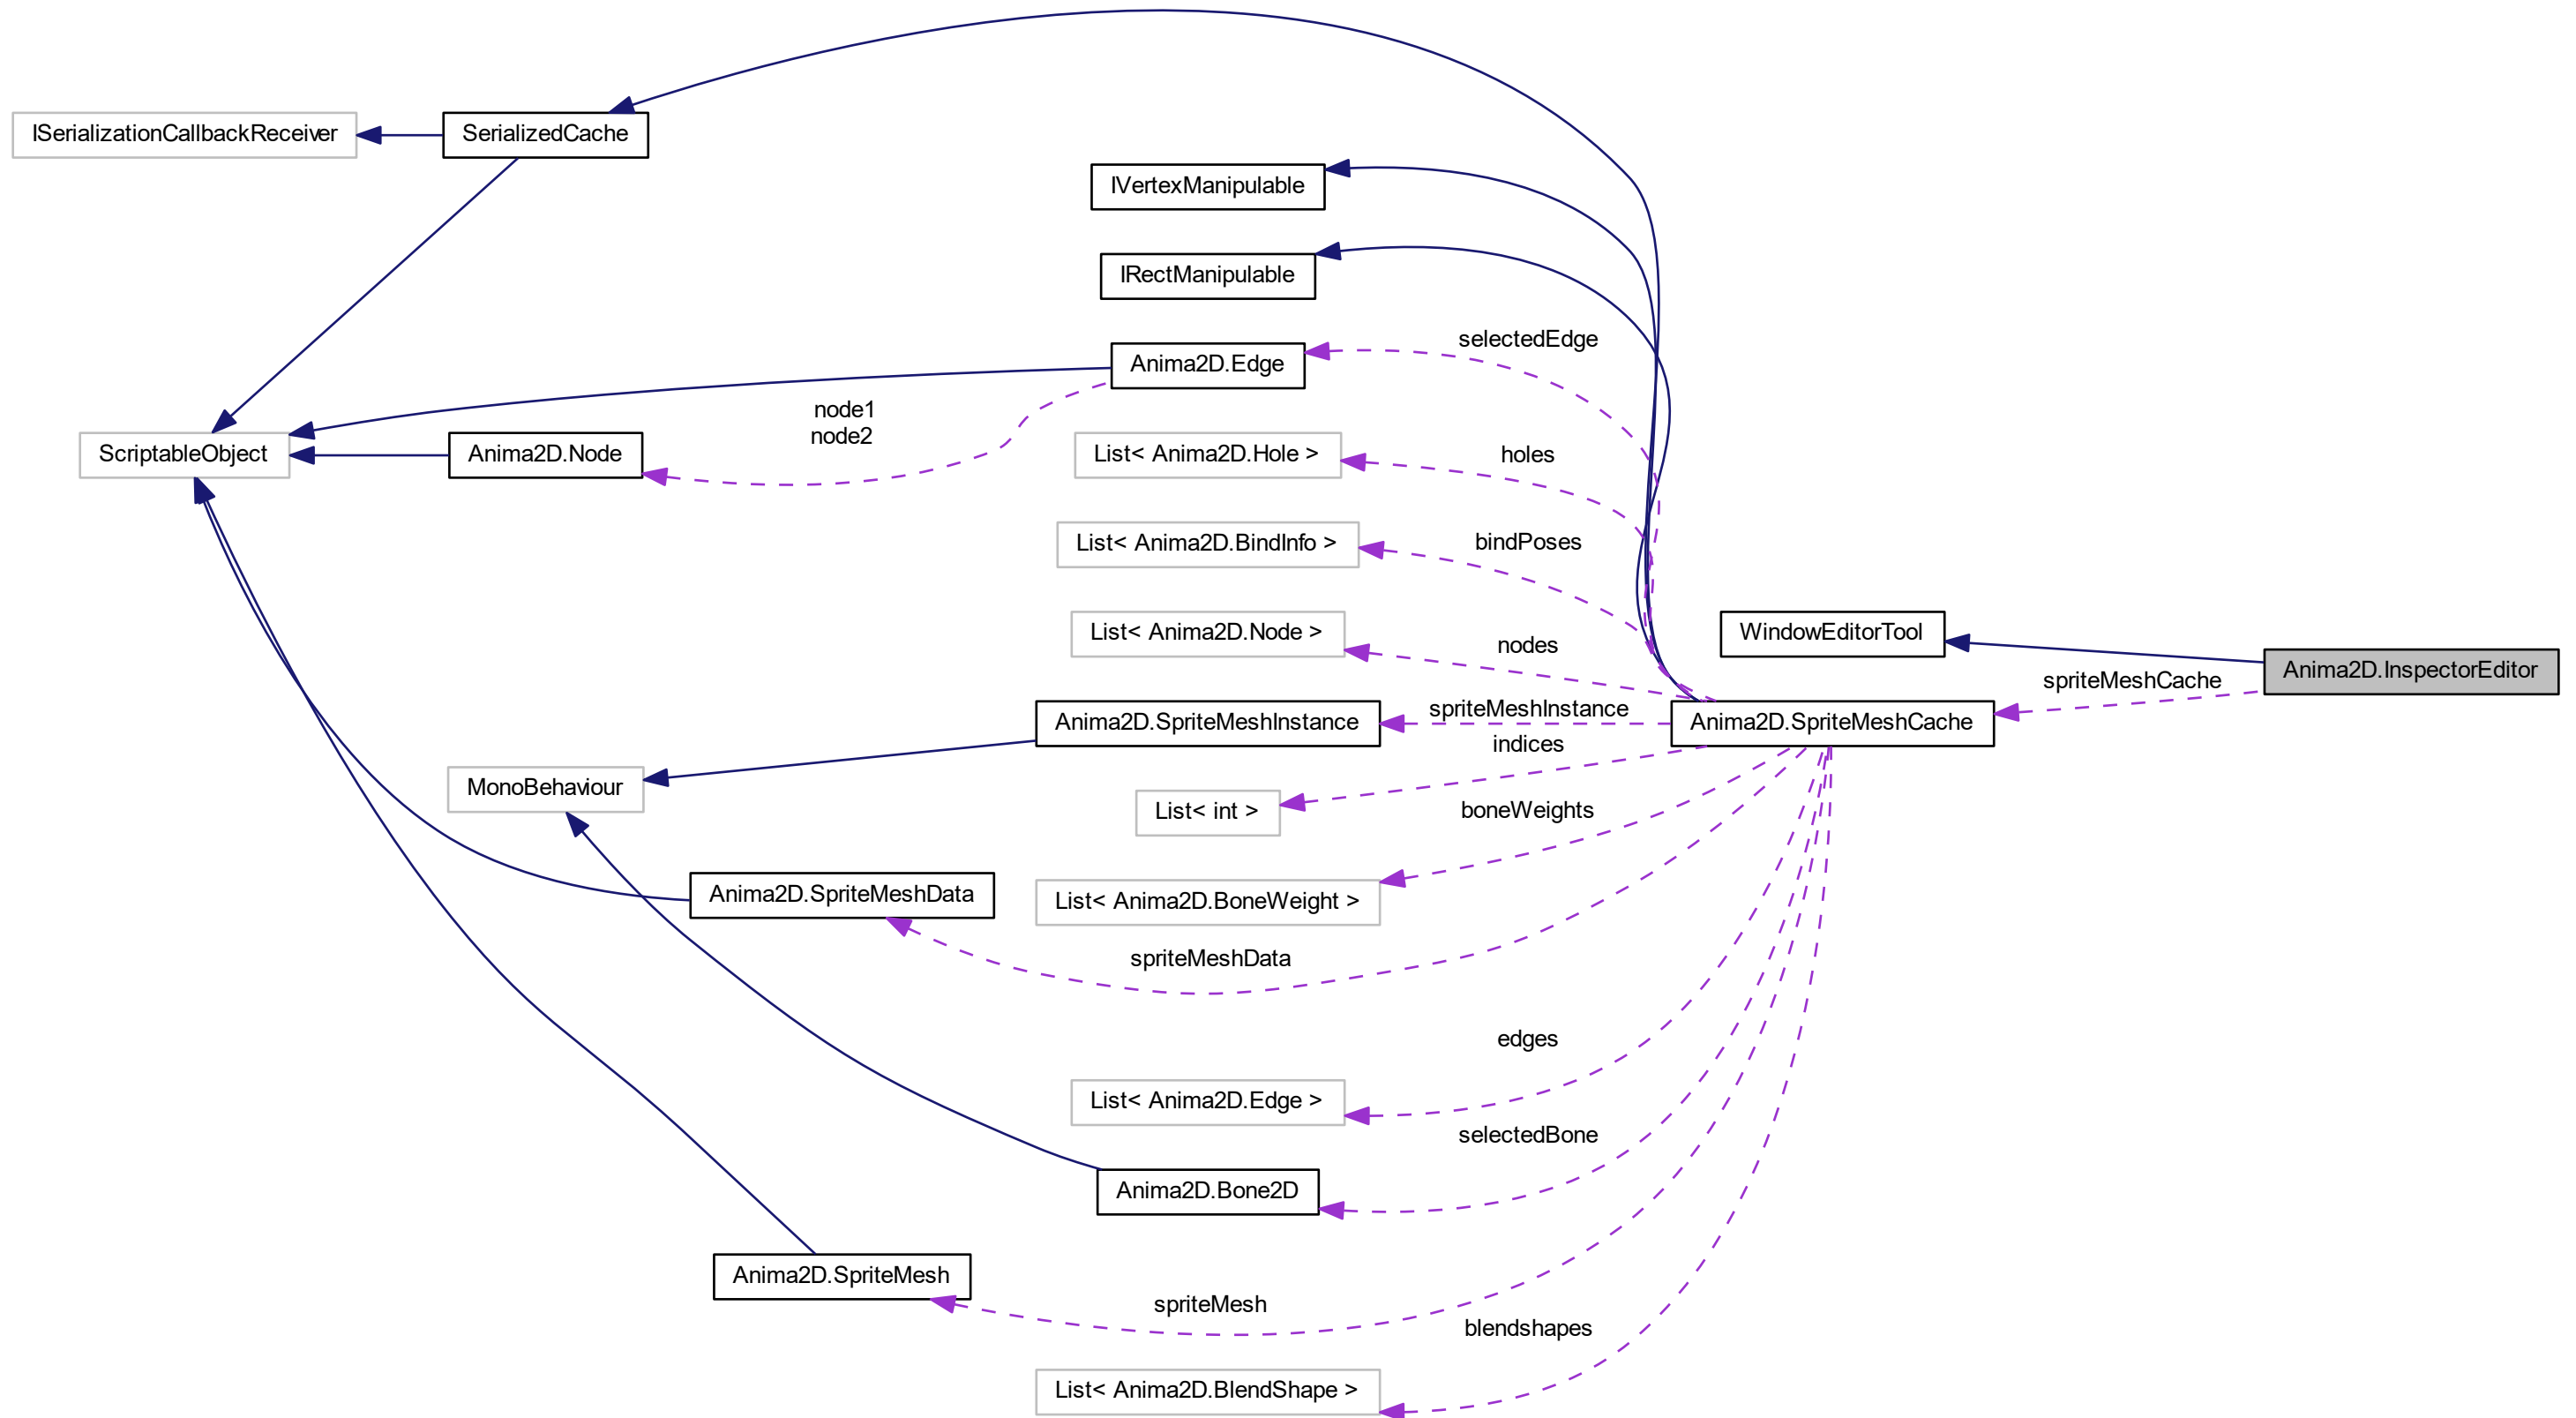 ISerializationCallbackReceiver
SerializedCache
IVertexManipulable
IRectManipulable
selectedEdge
Anima2D.Edge
node1
node2
ScriptableObject
Anima2D.Node
List< Anima2D.Hole >
holes
List< Anima2D.BindInfo >
bindPoses
List< Anima2D.Node >
nodes
WindowEditorTool
Anima2D.InspectorEditor
spriteMeshCache
Anima2D.SpriteMeshInstance
spriteMeshInstance
Anima2D.SpriteMeshCache
indices
MonoBehaviour
List< int >
boneWeights
Anima2D.SpriteMeshData
List< Anima2D.BoneWeight >
spriteMeshData
edges
List< Anima2D.Edge >
selectedBone
Anima2D.Bone2D
Anima2D.SpriteMesh
spriteMesh
blendshapes
List< Anima2D.BlendShape >